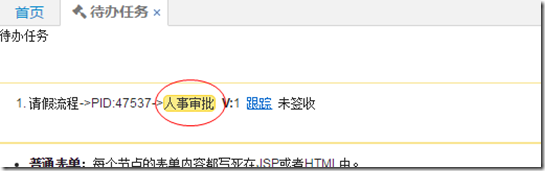 首页 待办任务 ×
待办任务
1. 请假流程->PID:47537->人事审批 V:1 跟踪 未签收
• 普通表单：每个节点的表单内容都写死在JSP或者HTML中。